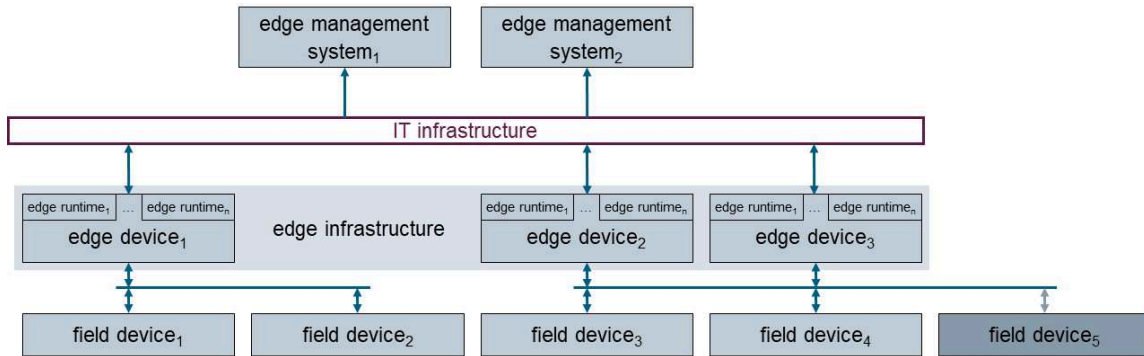 edge management
system₁
edge management
system₂
IT infrastructure
edge runtime₁ ... edge runtimeₙ
edge device₁
edge infrastructure
edge runtime₁ ... edge runtimeₙ
edge device₂
edge runtime₁ ... edge runtimeₙ
edge device₃
field device₁
field device₂
field device₃
field device₄
field device₅